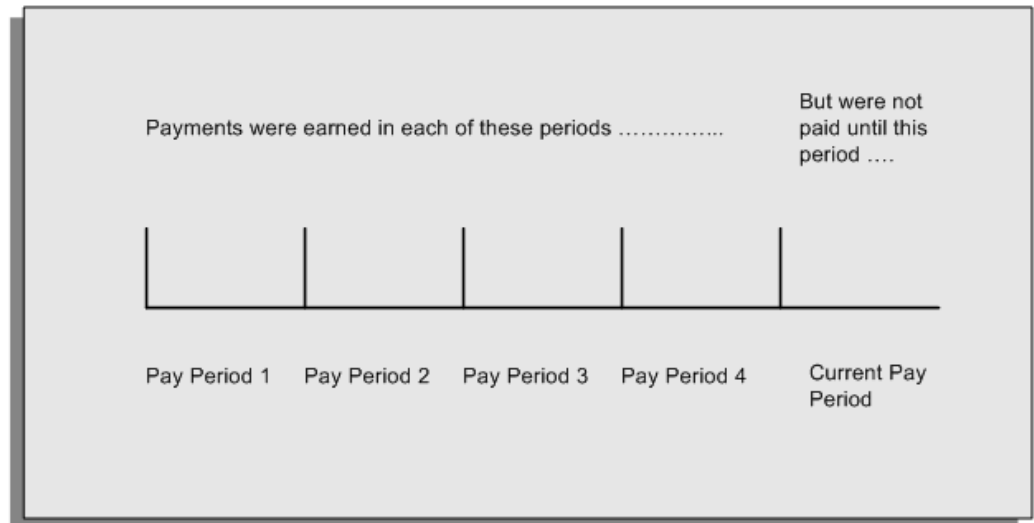 Payments were earned in each of these periods …………...
But were not
paid until this
period ….
Pay Period 1
Pay Period 2
Pay Period 3
Pay Period 4
Current Pay
Period